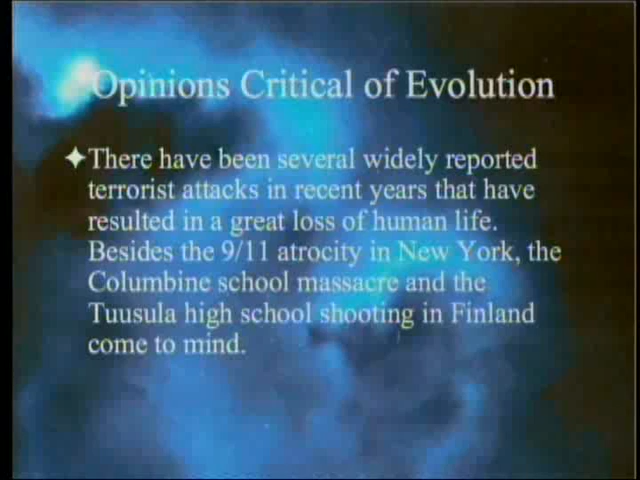 Opinions Critical of Evolution
There have been several widely reported
terrorist attacks in recent years that have
resulted in a great loss of human life.
Besides the 9/11 atrocity in New York, the
Columbine school massacre and the
Tuusula high school shooting in Finland
come to mind.